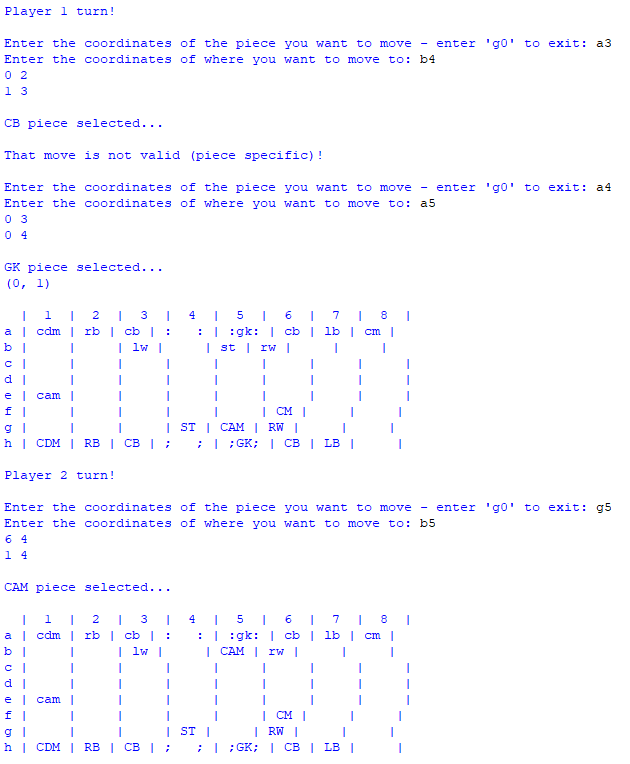 Player 1 turn!
Enter the coordinates of the piece you want to move - enter 'g0' to exit: a3
Enter the coordinates of where you want to move to: b4
0 2
1 3
CB piece selected...
That move is not valid (piece specific)!
Enter the coordinates of the piece you want to move - enter 'g0' to exit: a4
Enter the coordinates of where you want to move to: a5
0 3
0 4
GK piece selected...
(0, 1)
  |  1  |  2  |  3  |  4  |  5  |  6  |  7  |  8  |
a | cdm | rb | cb | :   : | :gk: | cb | lb | cm |
b |     |     | lw |     | st | rw |     |     |
c |     |     |     |     |     |     |     |     |
d |     |     |     |     |     |     |     |     |
e | cam |     |     |     |     |     |     |     |
f |     |     |     |     |     | CM |     |     |
g |     |     |     | ST | CAM | RW |     |     |
h | CDM | RB | CB | ;   ; | ;GK; | CB | LB |     |
Player 2 turn!
Enter the coordinates of the piece you want to move - enter 'g0' to exit: g5
Enter the coordinates of where you want to move to: b5
6 4
1 4
CAM piece selected...
  |  1  |  2  |  3  |  4  |  5  |  6  |  7  |  8  |
a | cdm | rb | cb | :   : | :gk: | cb | lb | cm |
b |     |     | lw |     | CAM | rw |     |     |
c |     |     |     |     |     |     |     |     |
d |     |     |     |     |     |     |     |     |
e | cam |     |     |     |     |     |     |     |
f |     |     |     |     |     | CM |     |     |
g |     |     |     | ST |     | RW |     |     |
h | CDM | RB | CB | ;   ; | ;GK; | CB | LB |     |